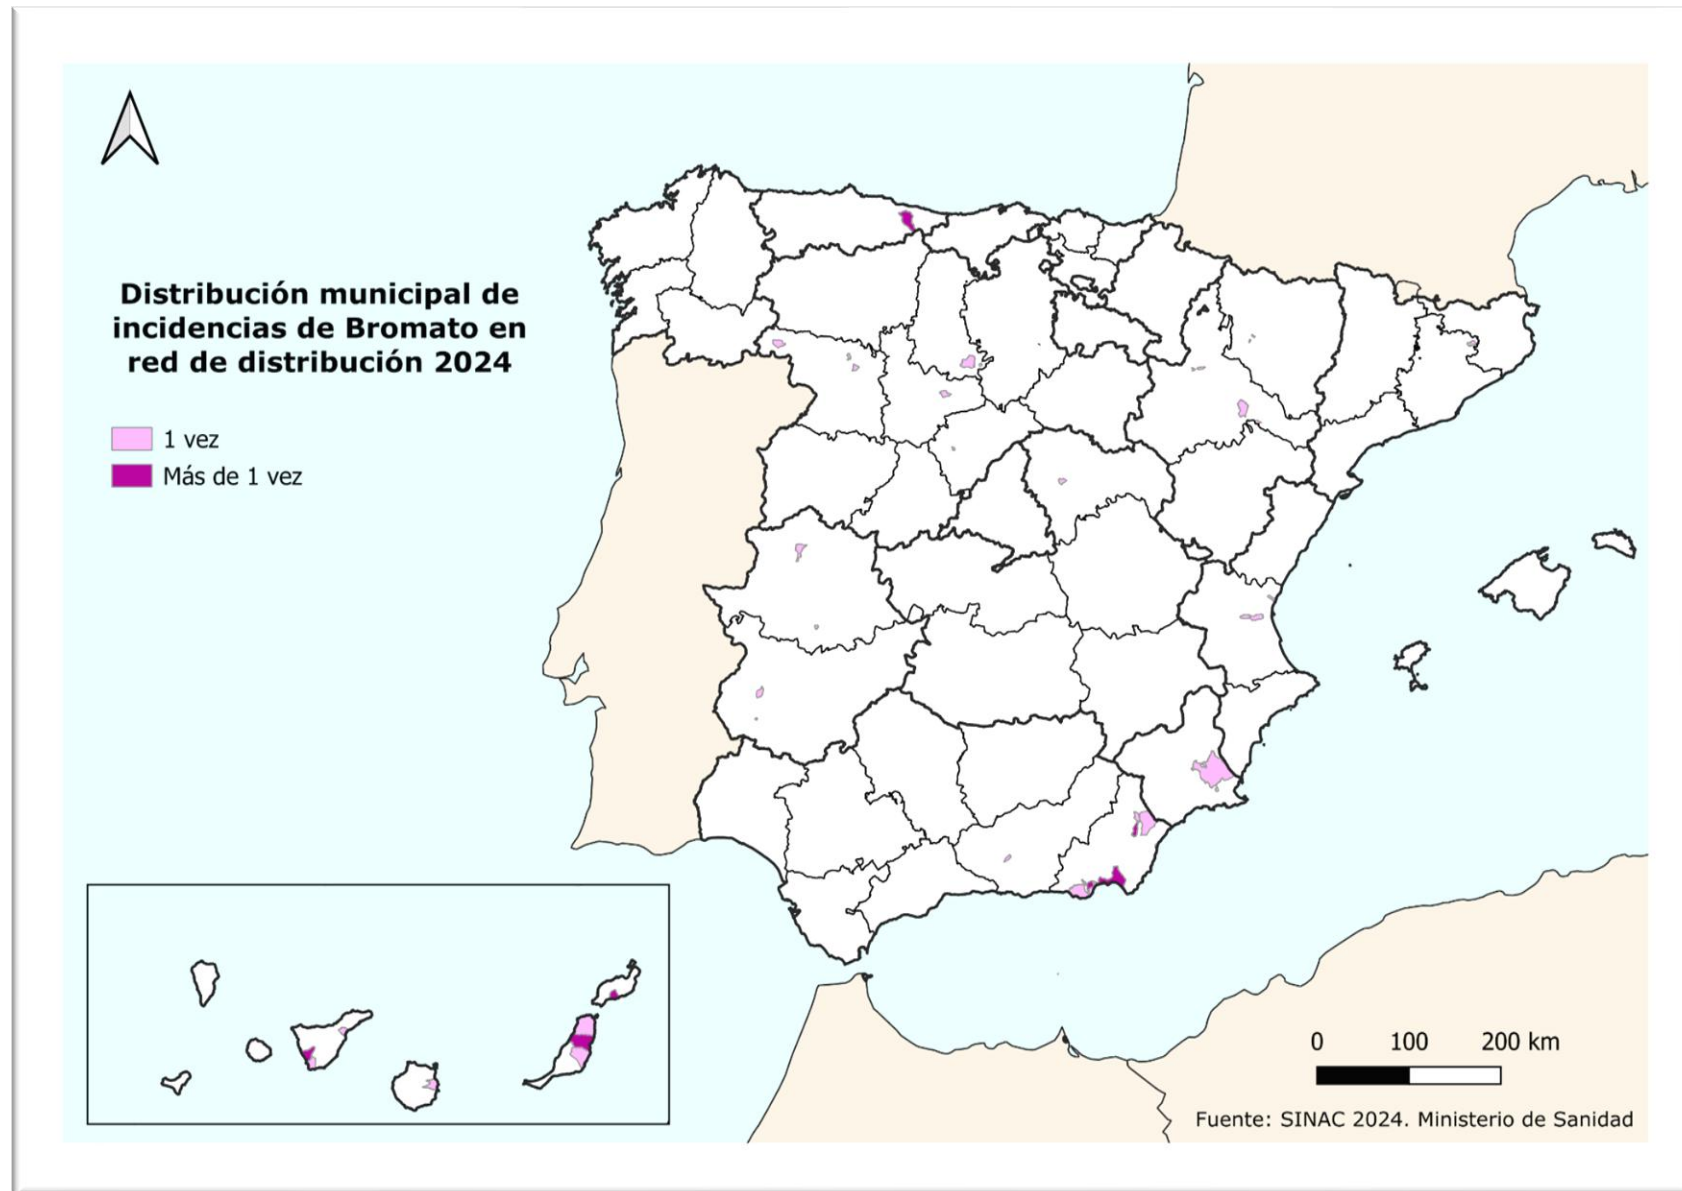 Distribución municipal de
incidencias de Bromato en
red de distribución 2024
1 vez
Más de 1 vez
0 100 200 km
Fuente: SINAC 2024. Ministerio de Sanidad